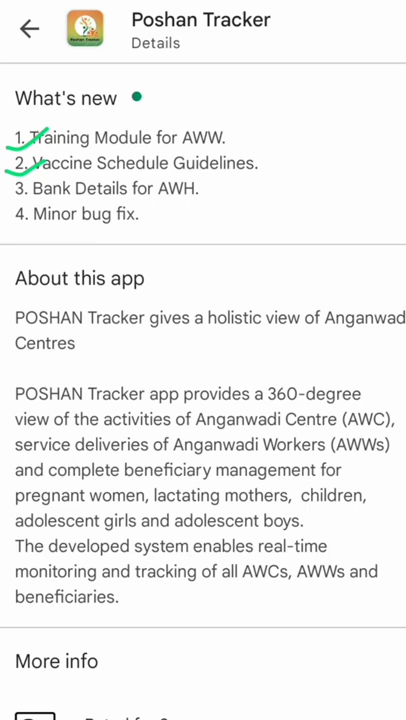 Poshan Tracker
Poshan Tracker
Details
What's new
1. Training Module for AWW.
2. Vaccine Schedule Guidelines.
3. Bank Details for AWH.
4. Minor bug fix.
About this app
POSHAN Tracker gives a holistic view of Anganwad
Centres
POSHAN Tracker app provides a 360-degree
view of the activities of Anganwadi Centre (AWC),
service deliveries of Anganwadi Workers (AWWs)
and complete beneficiary management for
pregnant women, lactating mothers, children,
adolescent girls and adolescent boys.
The developed system enables real-time
monitoring and tracking of all AWCs, AWWs and
beneficiaries.
More info